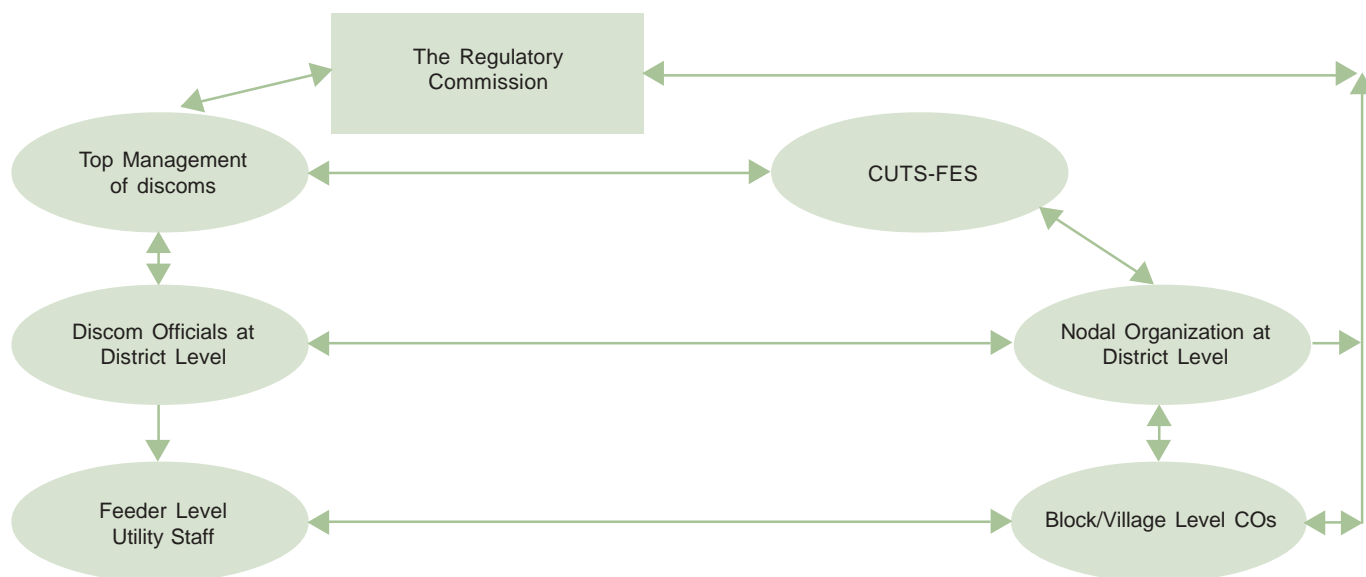 The Regulatory
Commission
Top Management
of discoms
CUTS-FES
Discom Officials at
District Level
Nodal Organization at
District Level
Feeder Level
Utility Staff
Block/Village Level COs